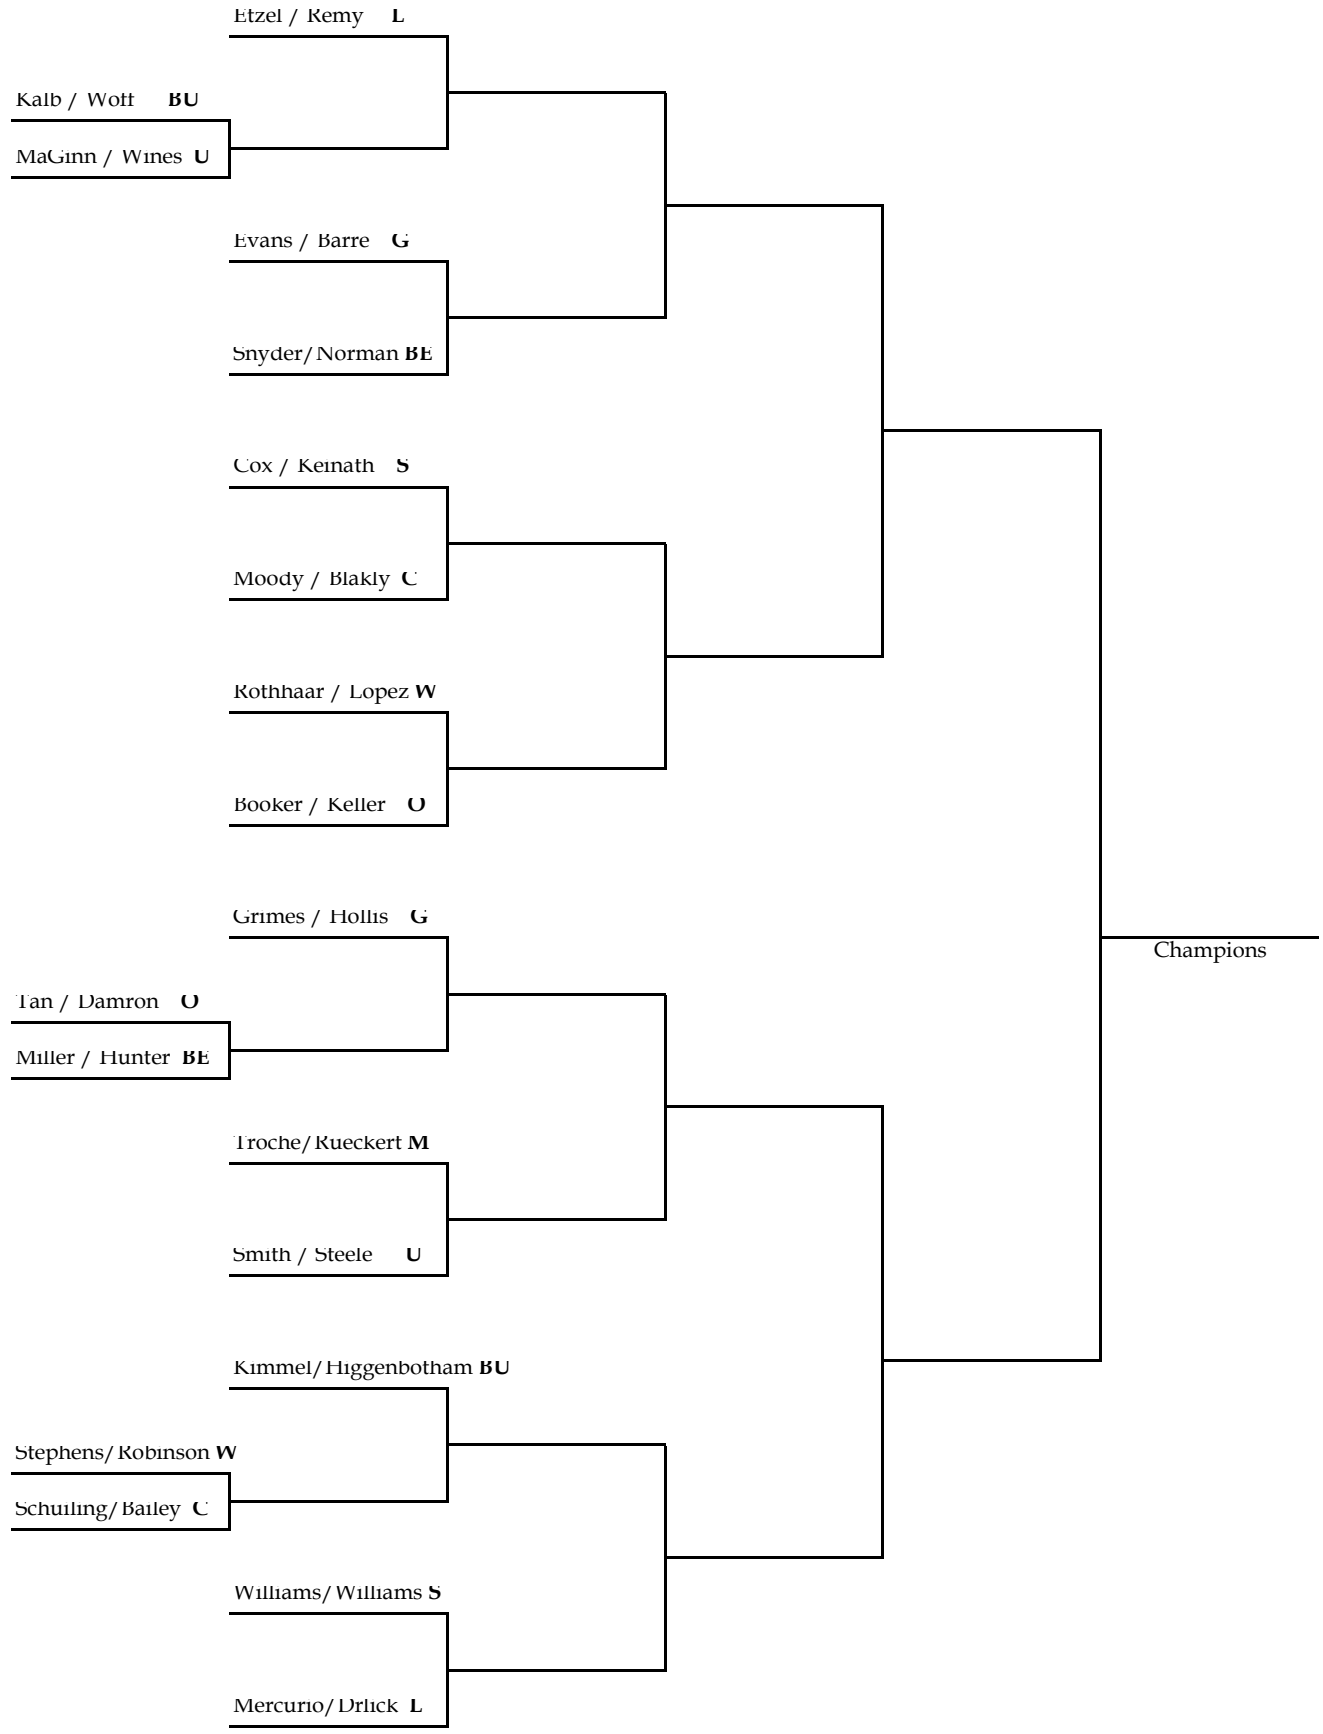 Etzel / Remy L
Kalb / Woff BU
MaGinn / Wines U
Evans / Barre G
Snyder/Norman BE
Cox / Keinath S
Moody / Blakly C
Rothhaar / Lopez W
Booker / Keller O
Grimes / Hollis G
Champions
Tan / Damron O
Miller / Hunter BE
Troche/Rueckert M
Smith / Steele U
Kimmel/Higgenbotham BU
Stephens/Robinson W
Schuiling/Bailey C
Williams/Williams S
Mercurio/Drlick L